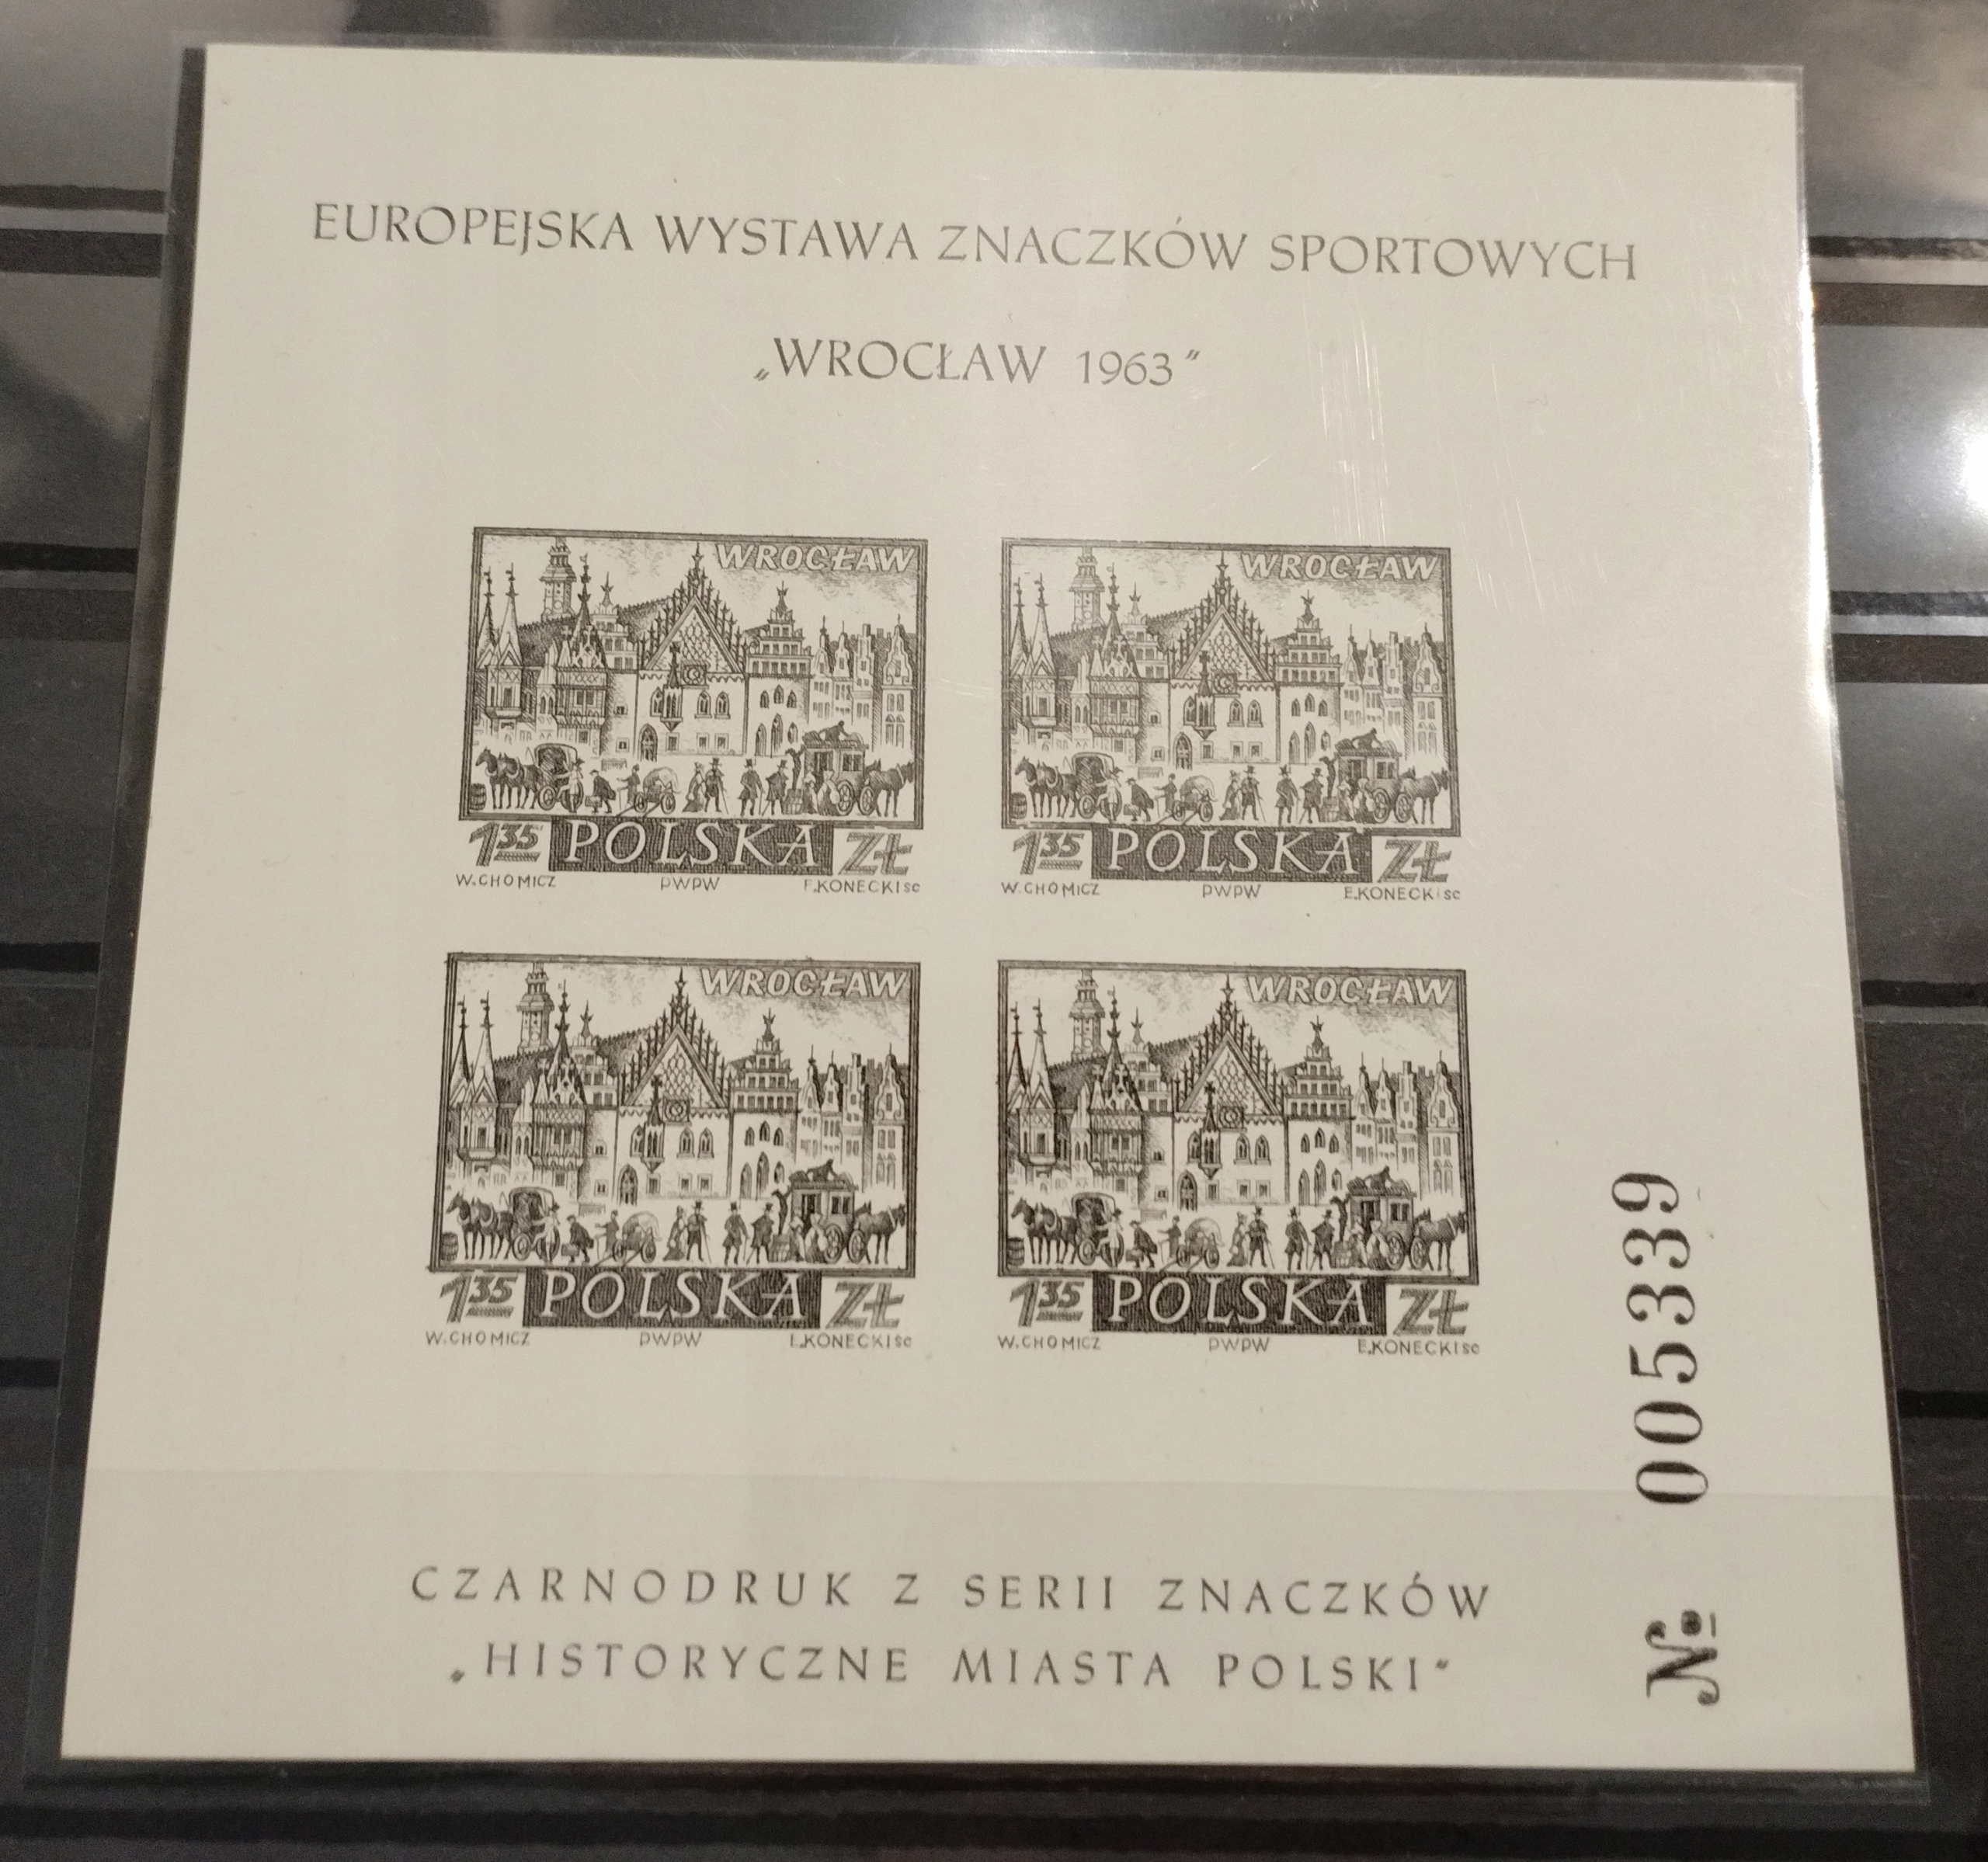 EUROPEJSKA WYSTAWA ZNACZKÓW SPORTOWYCH
„WROCŁAW 1963”
WROCŁAW
1 35 POLSKA ZŁ
W. CHOMICZ PWPW E.KONECKI sc
WROCŁAW
1 35 POLSKA ZŁ
W. CHOMICZ PWPW E.KONECKI sc
WROCŁAW
1 35 POLSKA ZŁ
W. CHOMICZ PWPW E.KONECKI sc
WROCŁAW
1 35 POLSKA ZŁ
W. CHOMICZ PWPW E.KONECKI sc
№ 005339
CZARNODRUK Z SERII ZNACZKÓW
„HISTORYCZNE MIASTA POLSKI”